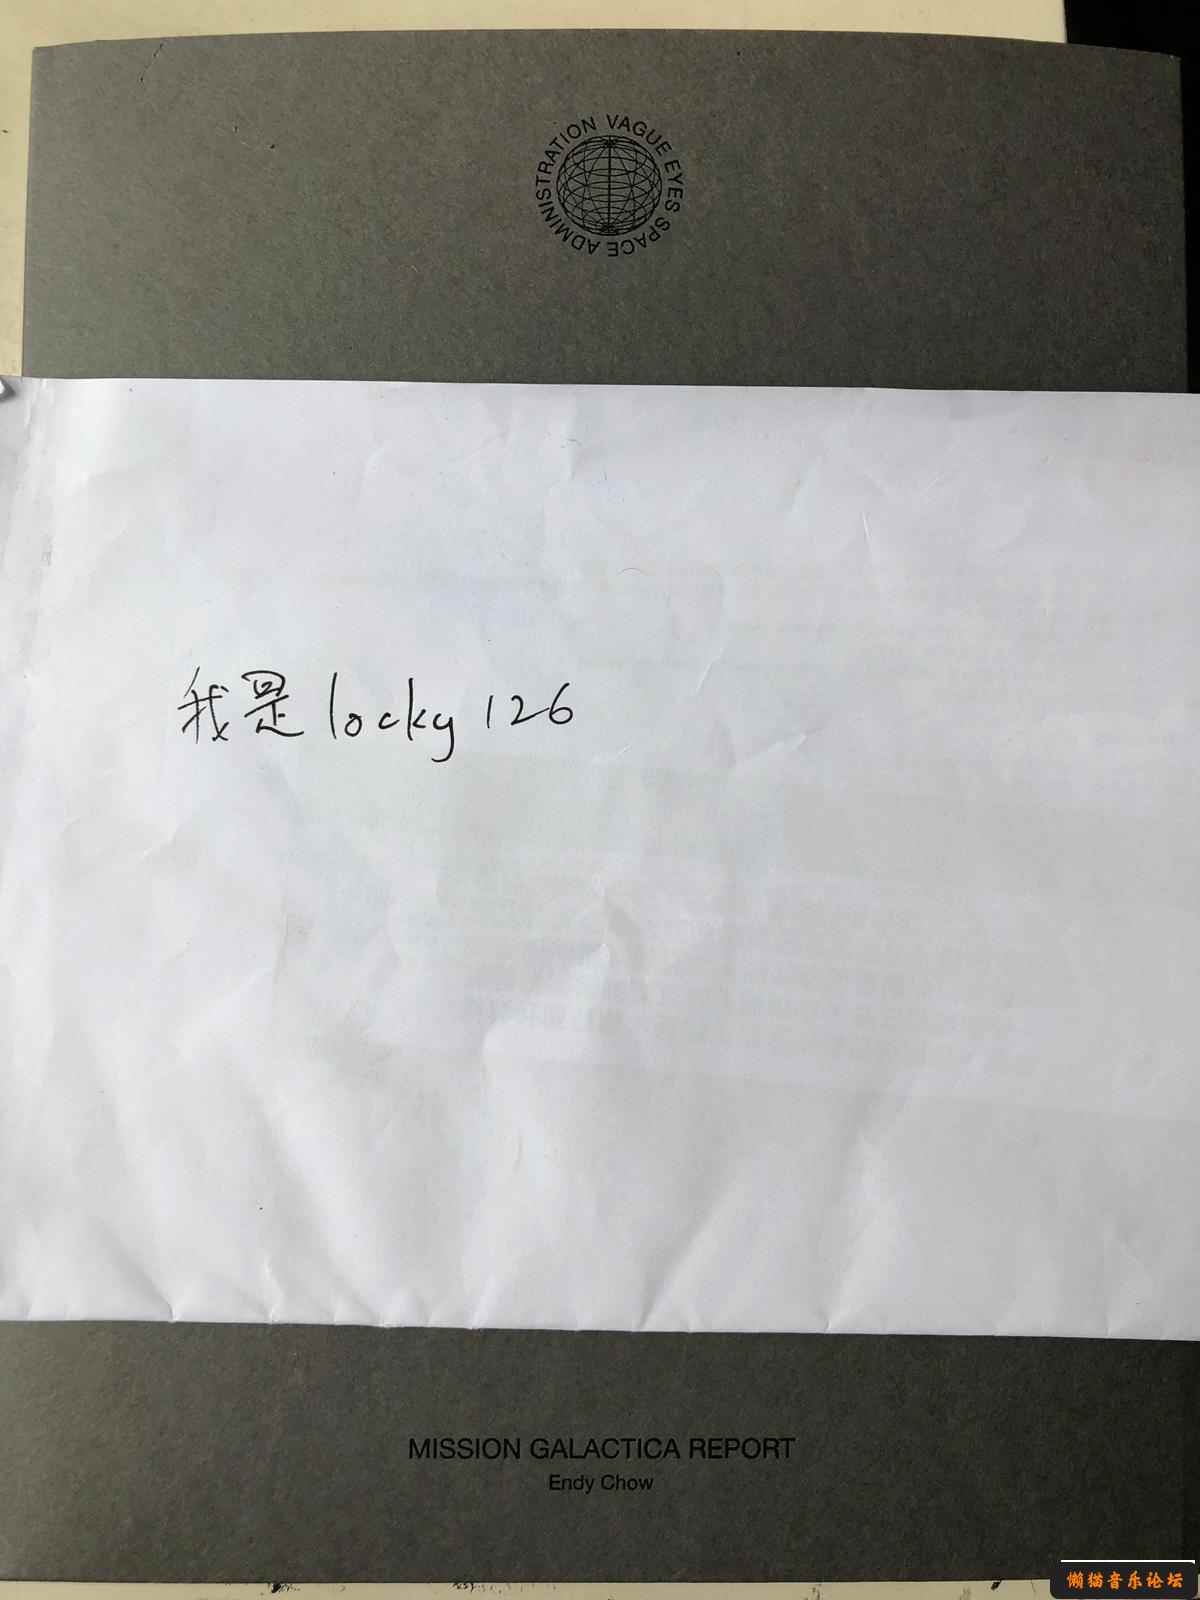 VAGUE EYES SPACE ADMINISTRATION
我是locky126
MISSION GALACTICA REPORT
Endy Chow
懒猫音乐论坛